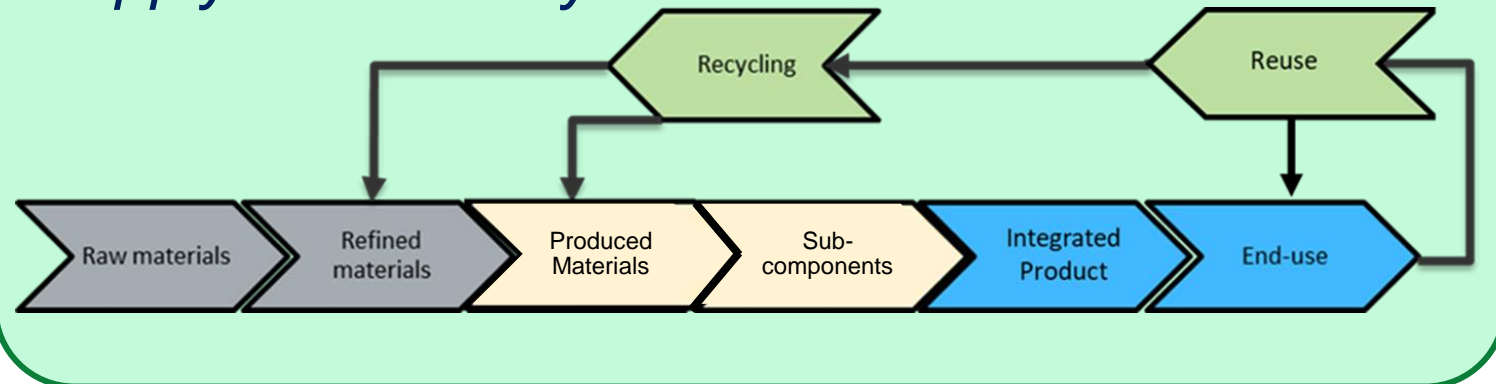 Recycling
Reuse
Raw materials
Refined
materials
Produced
Materials
Sub-
components
Integrated
Product
End-use